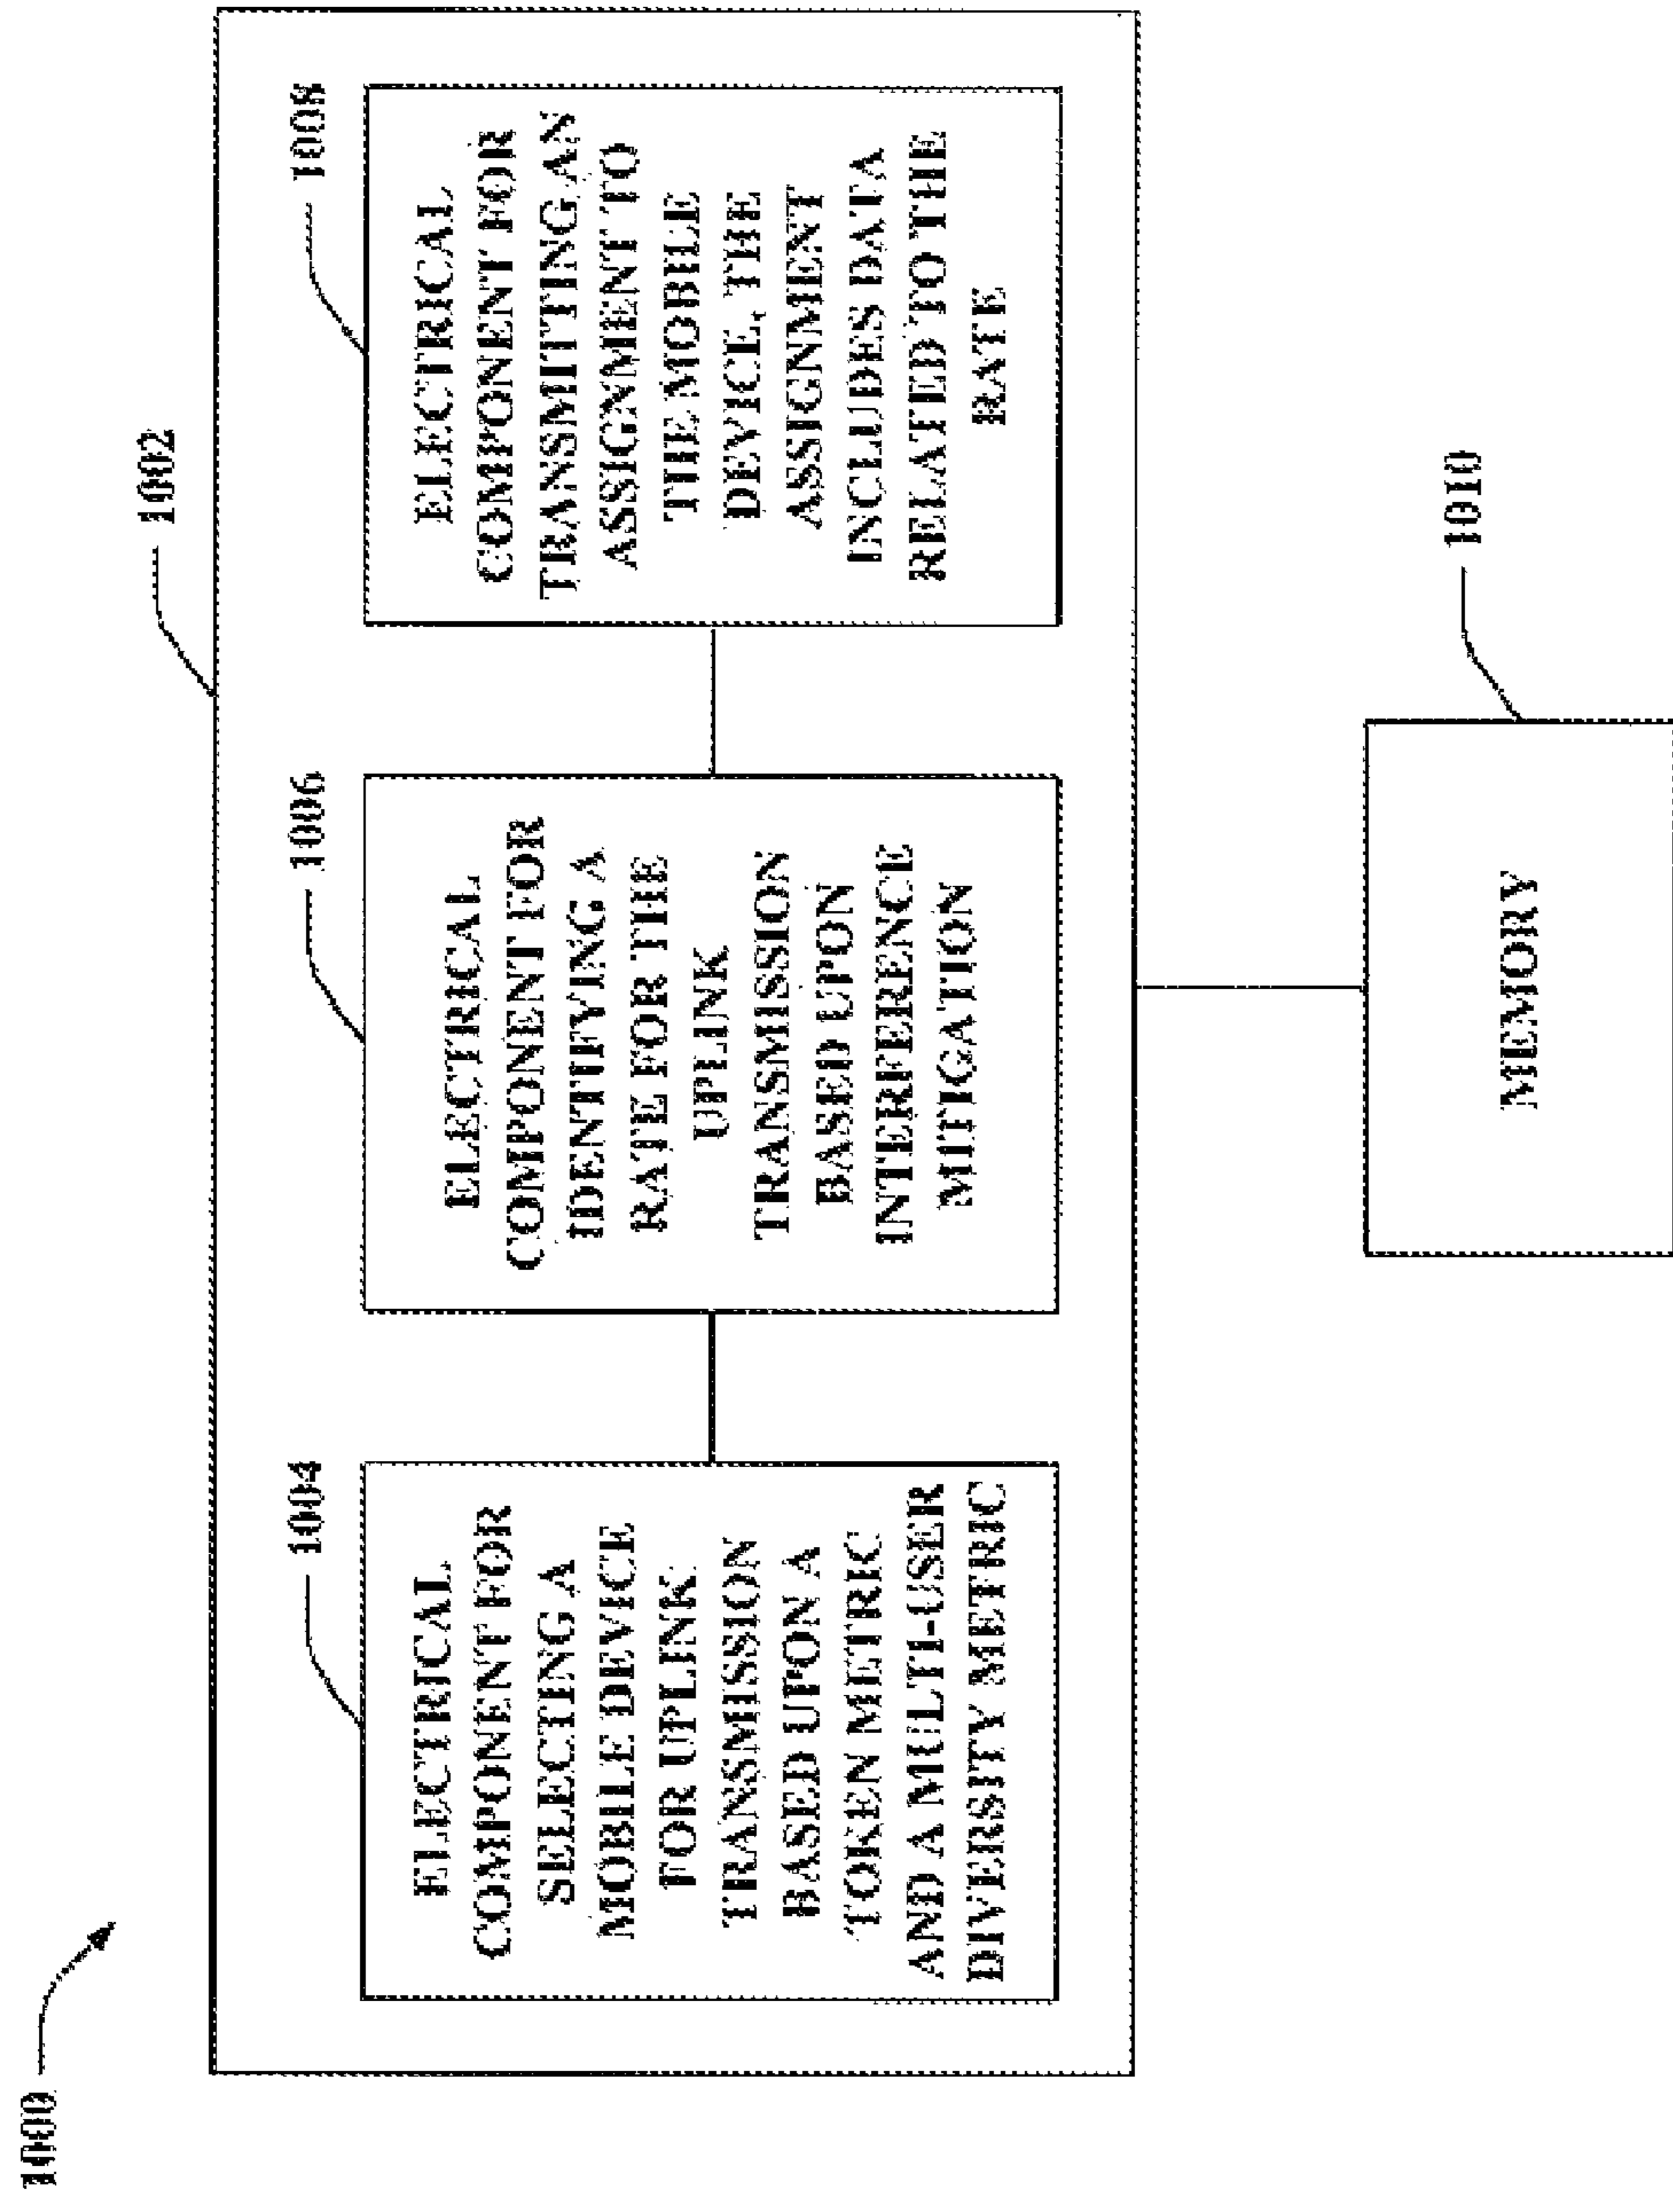 1000
1002
1004
ELECTRICAL
COMPONENT FOR
SELECTING A
MOBILE DEVICE
FOR UPLINK
TRANSMISSION
BASED UPON A
TOKEN METRIC
AND A MULTI-USER
DIVERSITY METRIC
1006
ELECTRICAL
COMPONENT FOR
IDENTIFYING A
RATE FOR THE
UPLINK
TRANSMISSION
BASED UPON
INTERFERENCE
MITIGATION
1008
ELECTRICAL
COMPONENT FOR
TRANSMITTING AN
ASSIGNMENT TO
THE MOBILE
DEVICE, THE
ASSIGNMENT
INCLUDES DATA
RELATED TO THE
RATE
1010
MEMORY